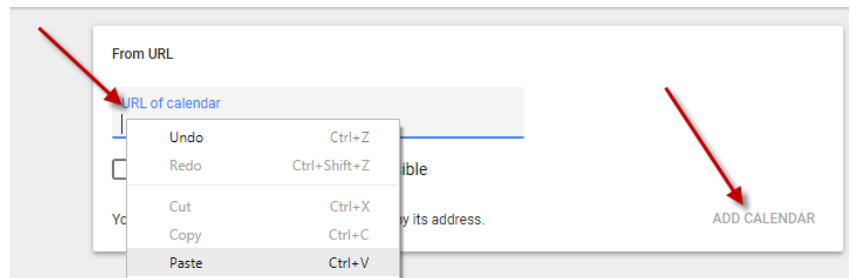 From URL
URL of calendar
Undo Ctrl+Z
Redo Ctrl+Shift+Z ible
Cut Ctrl+X
Yo y its address. ADD CALENDAR
Copy Ctrl+C
Paste Ctrl+V